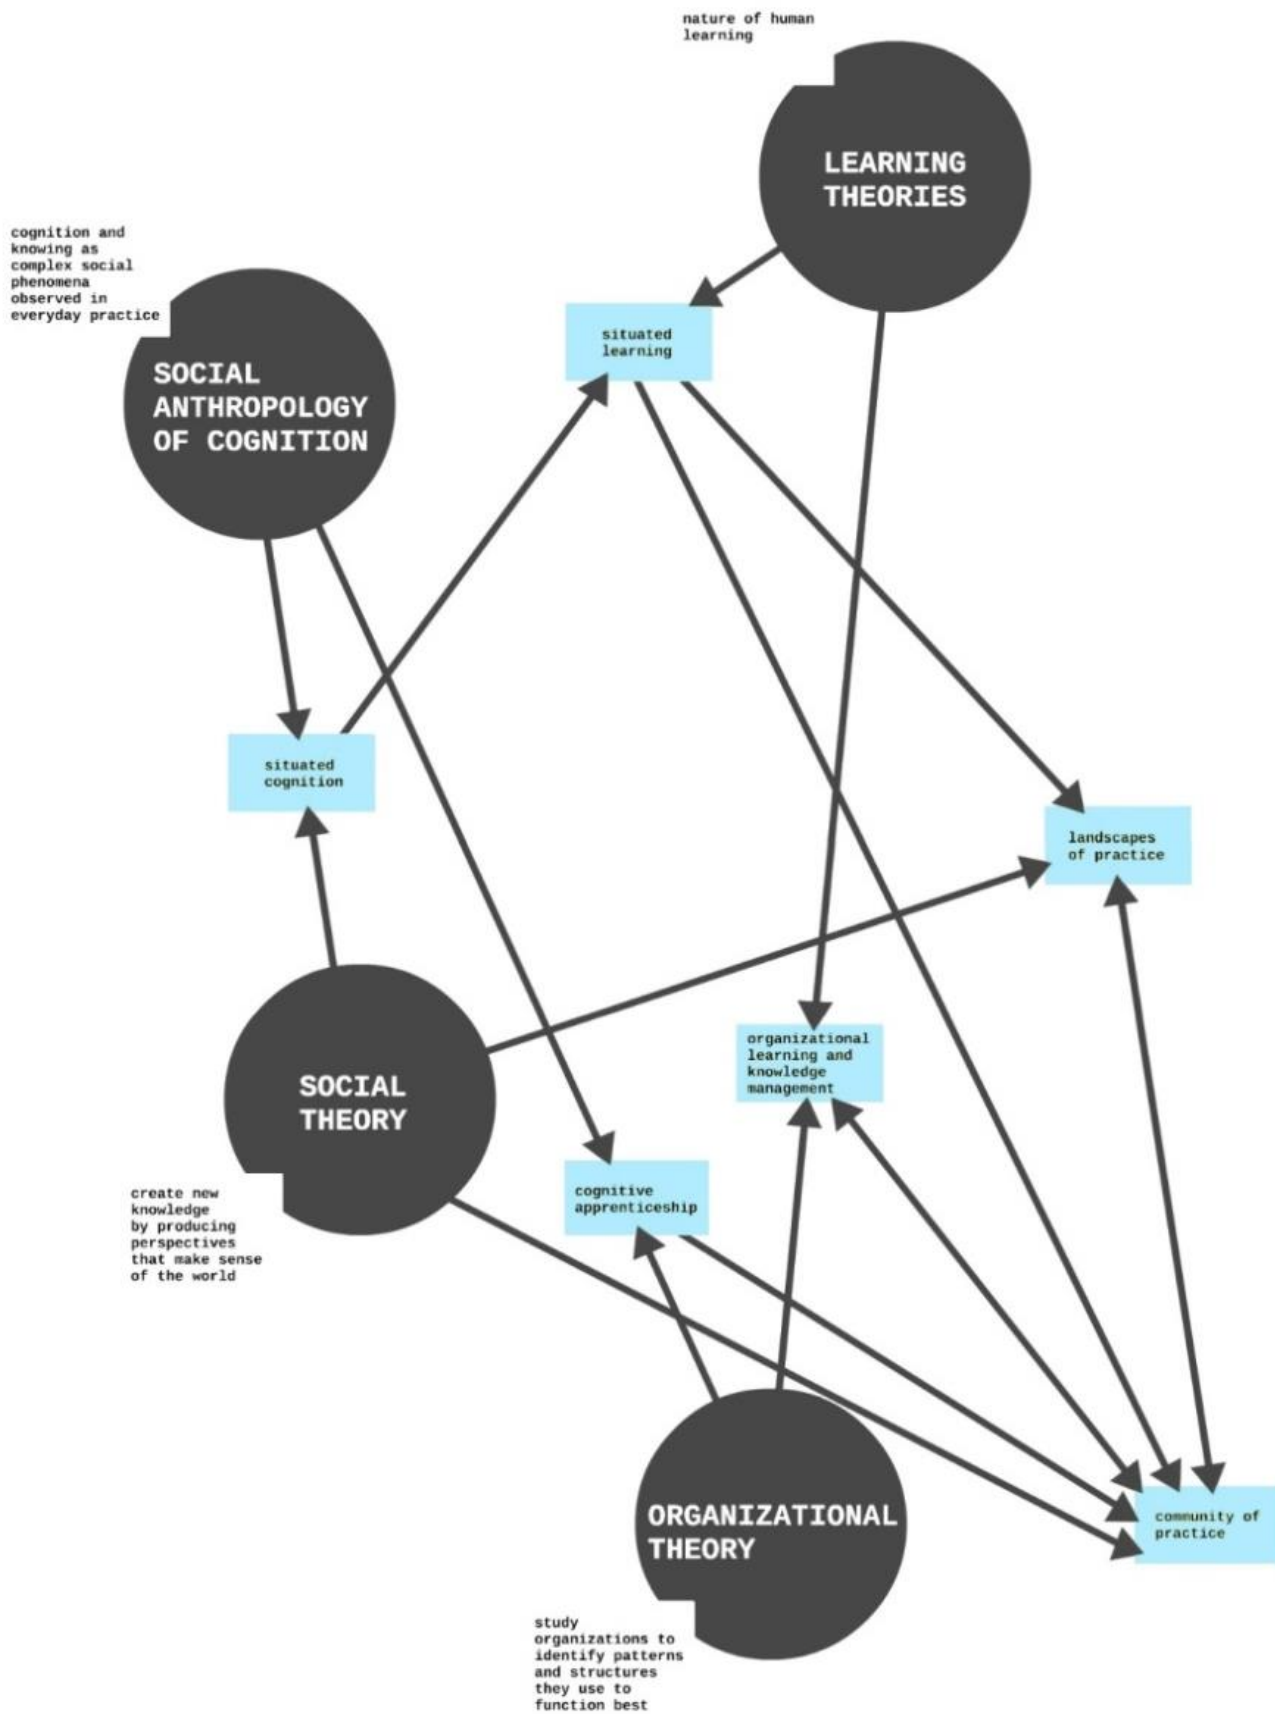 nature of human
learning
LEARNING
THEORIES
cognition and
knowing as
complex social
phenomena
observed in
everyday practice
SOCIAL
ANTHROPOLOGY
OF COGNITION
situated
learning
situated
cognition
landscapes
of practice
organizational
learning and
knowledge
management
SOCIAL
THEORY
cognitive
apprenticeship
create new
knowledge
by producing
perspectives
that make sense
of the world
ORGANIZATIONAL
THEORY
community of
practice
study
organizations to
identify patterns
and structures
they use to
function best